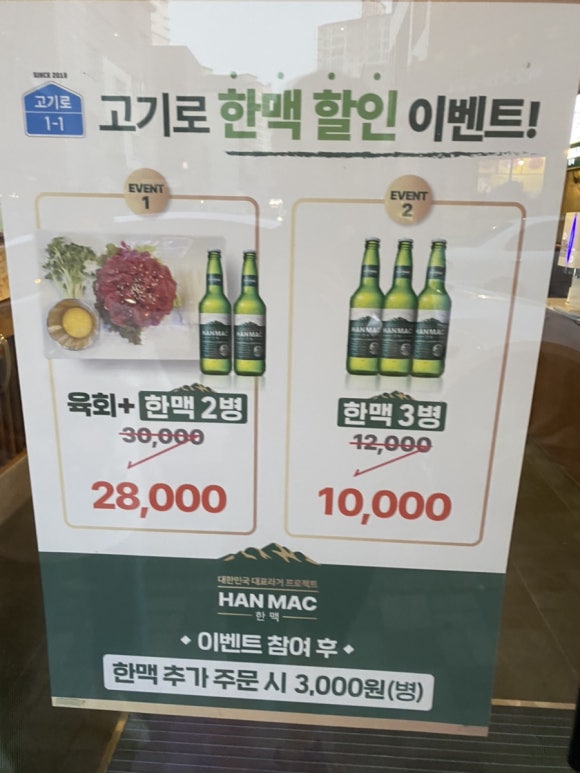 SINCE 2019
고기로
1-1
고기로 한맥 할인 이벤트!
EVENT
1
HANMAC
HANMAC
육회+ 한맥 2병
30,000
28,000
EVENT
2
HANMAC
HANMAC
HANMAC
한맥 3병
12,000
10,000
대한민국 대표라거 프로젝트
HANMAC
한맥
이벤트 참여 후
한맥 추가 주문 시 3,000원(병)